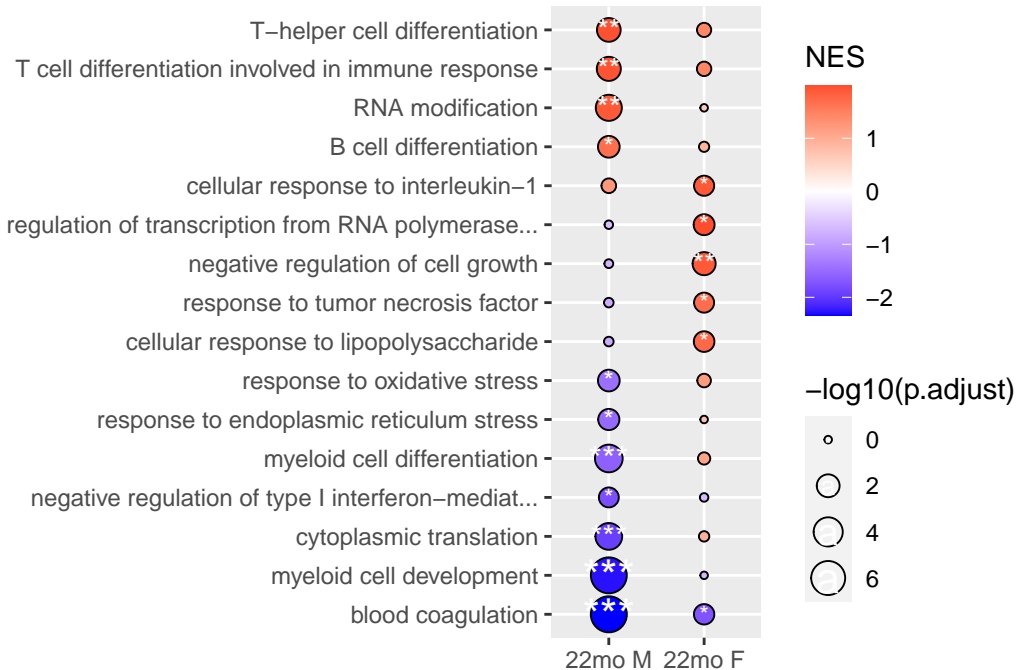 T−helper cell differentiation
T cell differentiation involved in immune response
RNA modification
B cell differentiation
cellular response to interleukin−1
regulation of transcription from RNA polymerase...
negative regulation of cell growth
response to tumor necrosis factor
cellular response to lipopolysaccharide
response to oxidative stress
response to endoplasmic reticulum stress
myeloid cell differentiation
negative regulation of type I interferon−mediat...
cytoplasmic translation
myeloid cell development
blood coagulation
** 
**
**
*
*
*
**
*
*
*
*
***
*
***
***
***
*
22mo M 22mo F
NES
1
0
−1
−2
−log10(p.adjust)
0
a 2
a 4
a 6